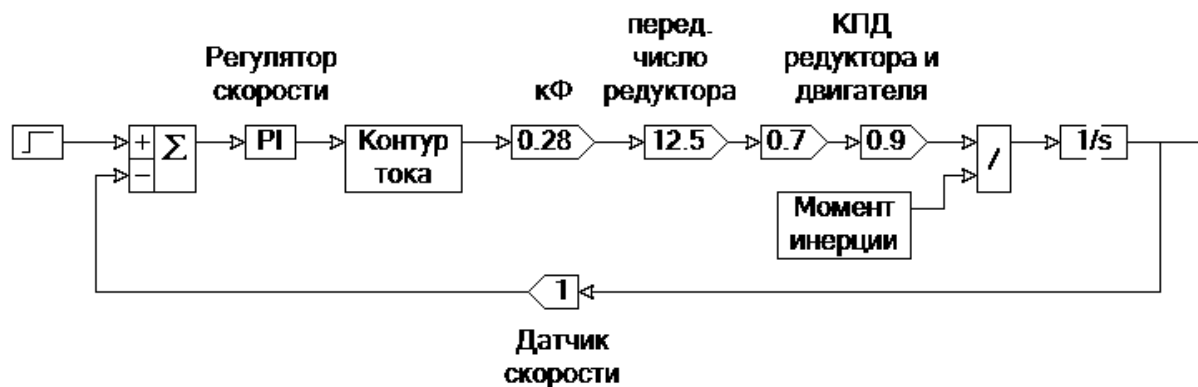 перед.
число
редуктора
КПД
редуктора и
двигателя
Регулятор
скорости
кФ
+
−
Σ
PI
Контур
тока
0.28
12.5
0.7
0.9
/
1/s
Момент
инерции
1
Датчик
скорости